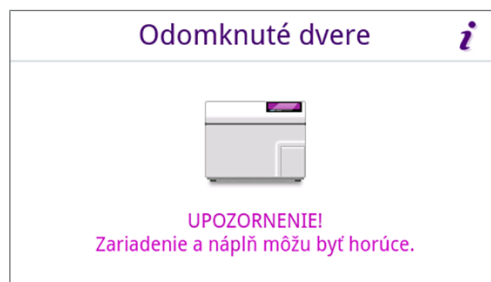 Odomknuté dvere
i
UPOZORNENIE!
Zariadenie a náplň môžu byť horúce.